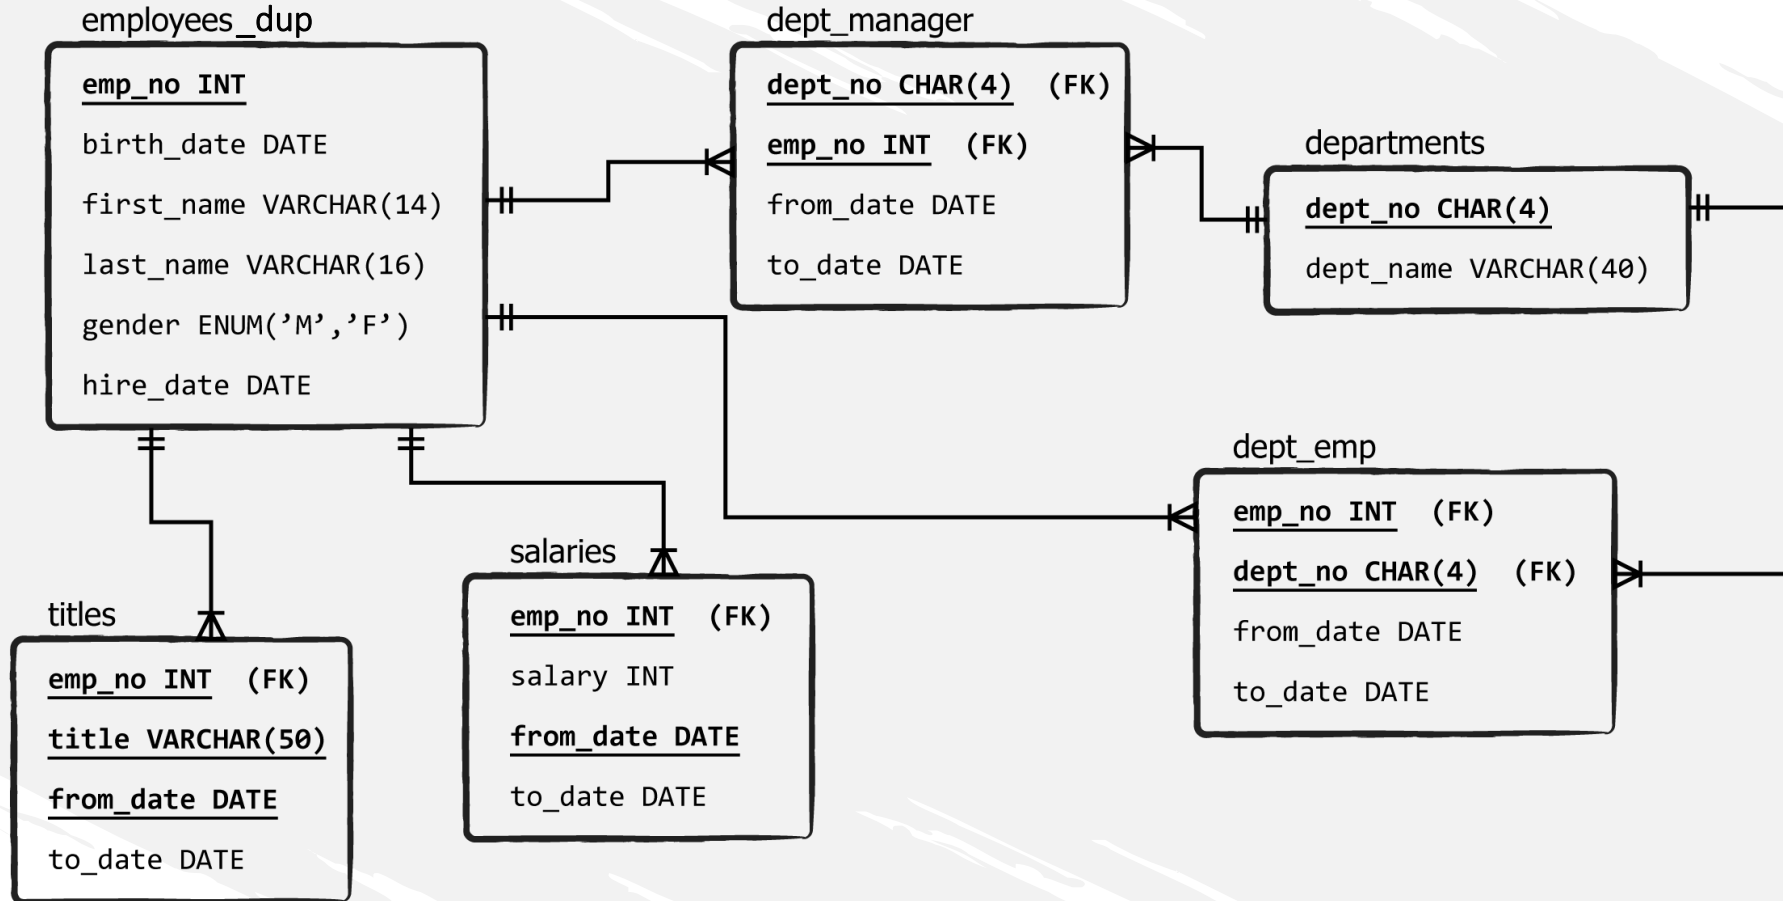 employees_dup
emp_no INT
birth_date DATE
first_name VARCHAR(14)
last_name VARCHAR(16)
gender ENUM(’M’,’F’)
hire_date DATE
dept_manager
dept_no CHAR(4) (FK)
emp_no INT (FK)
from_date DATE
to_date DATE
departments
dept_no CHAR(4)
dept_name VARCHAR(40)
dept_emp
emp_no INT (FK)
dept_no CHAR(4) (FK)
from_date DATE
to_date DATE
salaries
emp_no INT (FK)
salary INT
from_date DATE
to_date DATE
titles
emp_no INT (FK)
title VARCHAR(50)
from_date DATE
to_date DATE